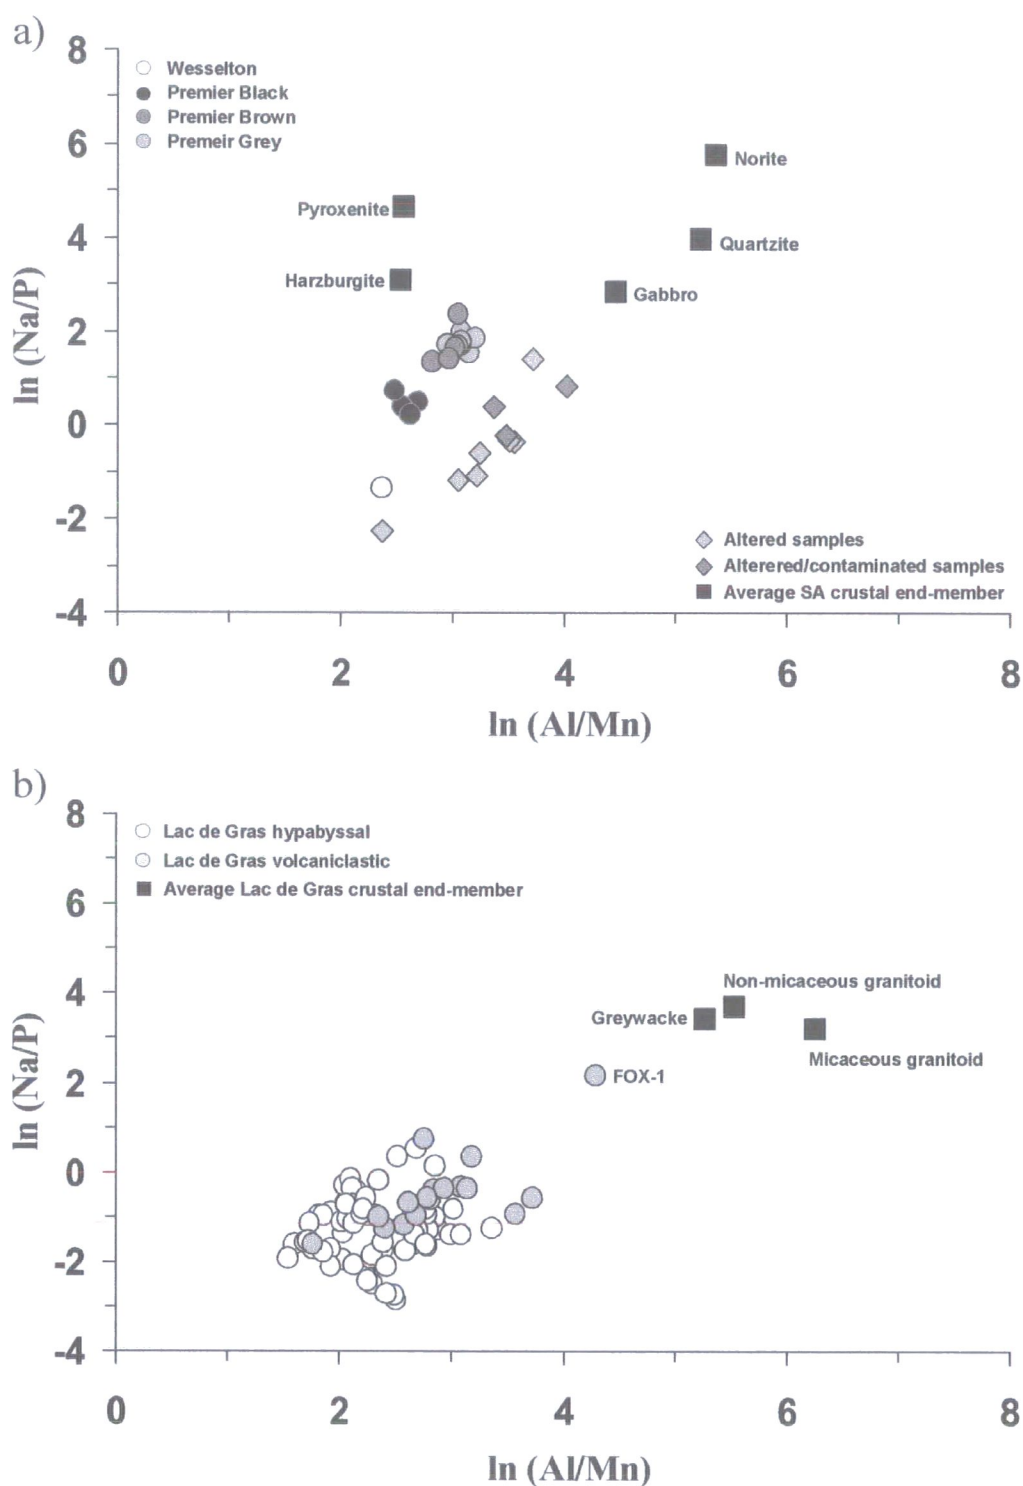 a)
8
6
4
2
0
-2
-4
ln (Na/P)
Wesselton
Premier Black
Premier Brown
Premeir Grey
Norite
Pyroxenite
Quartzite
Harzburgite
Gabbro
Altered samples
Alterered/contaminated samples
Average SA crustal end-member
0 2 4 6 8
ln (Al/Mn)
b)
8
6
4
2
0
-2
-4
ln (Na/P)
Lac de Gras hypabyssal
Lac de Gras volcaniclastic
Average Lac de Gras crustal end-member
Non-micaceous granitoid
Greywacke
Micaceous granitoid
FOX-1
0 2 4 6 8
ln (Al/Mn)